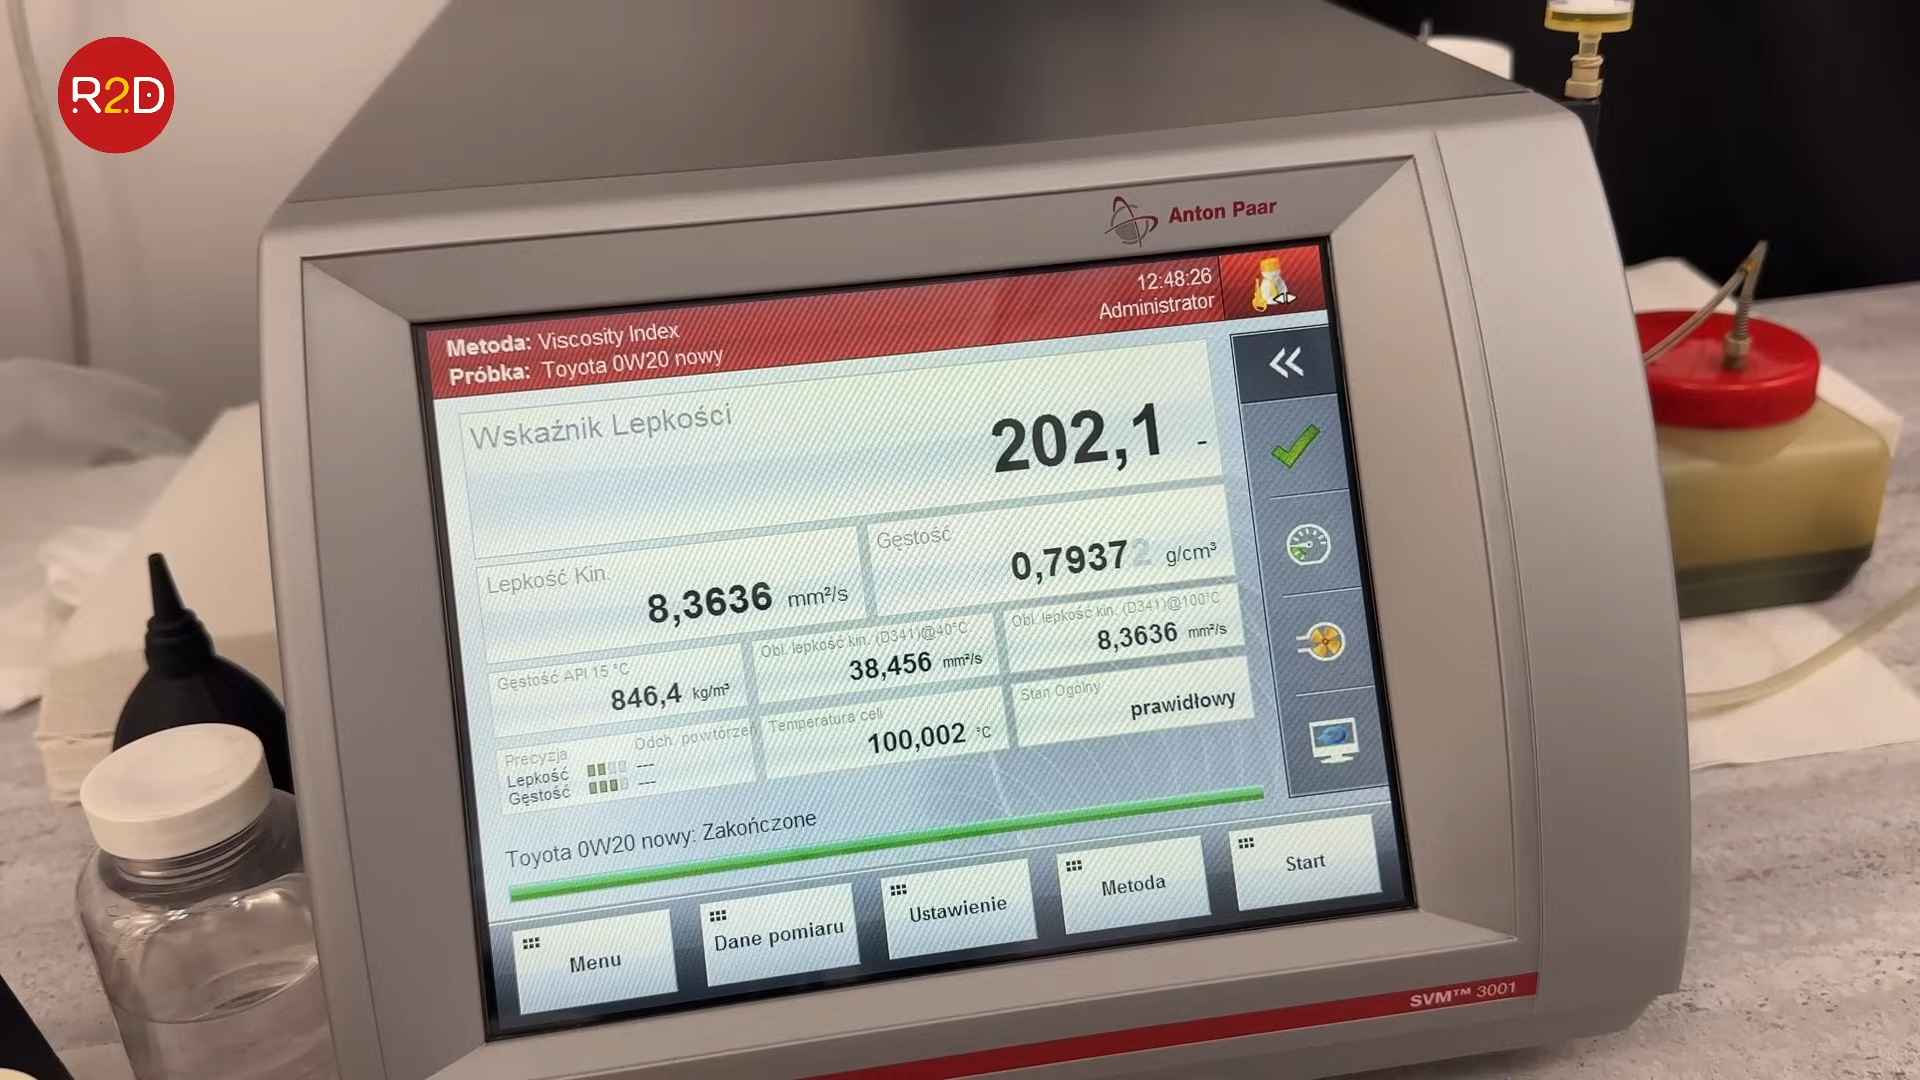 R2D
Anton Paar
12:48:26
Administrator
Metoda: Viscosity Index
Próbka: Toyota 0W20 nowy
Wskaźnik Lepkości
202,1 -
Lepkość Kin.
8,3636 mm²/s
Gęstość
0,79372 g/cm³
Gęstość API 15 °C
846,4 kg/m³
Obl. lepkość kin. (D341)@40°C
38,456 mm²/s
Obl. lepkość kin. (D341)@100°C
8,3636 mm²/s
Precyzja Odch. powtórzeń
Lepkość ---
Gęstość ---
Temperatura celi
100,002 °C
Stan Ogólny
prawidłowy
Toyota 0W20 nowy: Zakończone
Menu
Dane pomiaru
Ustawienie
Metoda
Start
SVM™ 3001